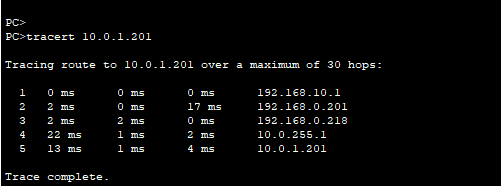 PC>
PC>tracert 10.0.1.201
Tracing route to 10.0.1.201 over a maximum of 30 hops:
1 0 ms 0 ms 0 ms 192.168.10.1
2 2 ms 0 ms 17 ms 192.168.0.201
3 2 ms 2 ms 0 ms 192.168.0.218
4 22 ms 1 ms 2 ms 10.0.255.1
5 13 ms 1 ms 4 ms 10.0.1.201
Trace complete.